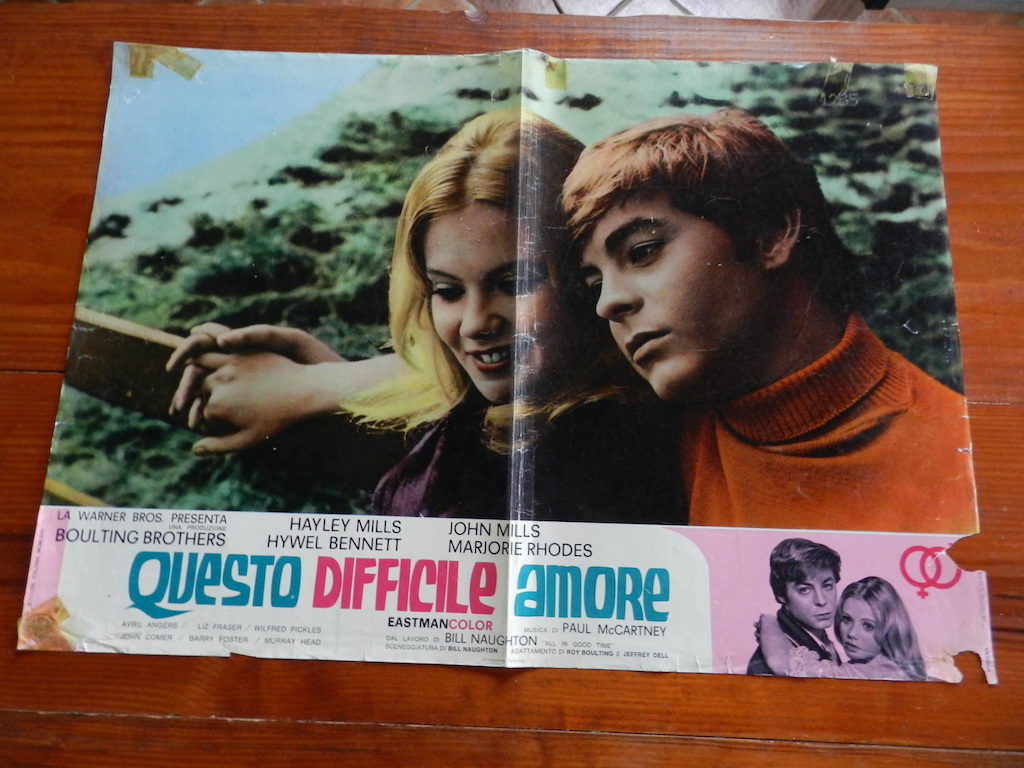 1285
LA WARNER BROS. PRESENTA
UNA PRODUZIONE
BOULTING BROTHERS
HAYLEY MILLS
HYWEL BENNETT
JOHN MILLS
MARJORIE RHODES
QUESTO DIFFICILE AMORE
EASTMANCOLOR
AVRIL ANGERS / LIZ FRASER / WILFRED PICKLES
JOHN COMER / BARRY FOSTER / MURRAY HEAD
MUSICA DI PAUL McCARTNEY
DAL LAVORO DI BILL NAUGHTON "ALL IN GOOD TIME"
SCENEGGIATURA DI BILL NAUGHTON ADATTAMENTO DI ROY BOULTING E JEFFREY DELL